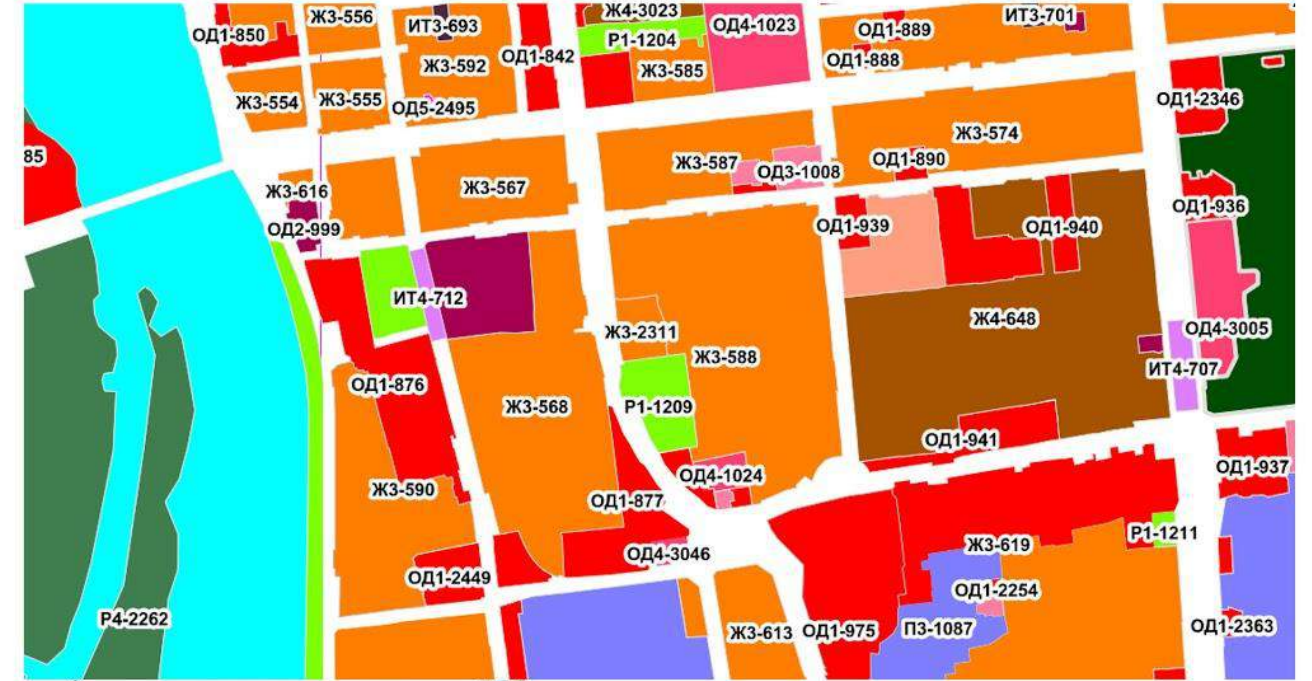 Ж3-556
ИТ3-693
Ж4-3023
ОД4-1023
ОД1-889
ИТ3-701
ОД1-850
Р1-1204
ОД1-842
Ж3-592
Ж3-585
ОД1-888
Ж3-554
Ж3-555
ОД5-2495
ОД1-2346
Ж3-574
85
Ж3-587
ОД3-1008
ОД1-890
Ж3-616
Ж3-567
ОД2-999
ОД1-939
ОД1-940
ОД1-936
ИТ4-712
Ж4-648
Ж3-2311
Ж3-588
ОД4-3005
ИТ4-707
ОД1-876
Ж3-568
Р1-1209
ОД1-941
ОД1-937
ОД4-1024
Ж3-590
ОД1-877
Р1-1211
Ж3-619
ОД4-3046
ОД1-2449
ОД1-2254
Р4-2262
Ж3-613
ОД1-975
П3-1087
ОД1-2363